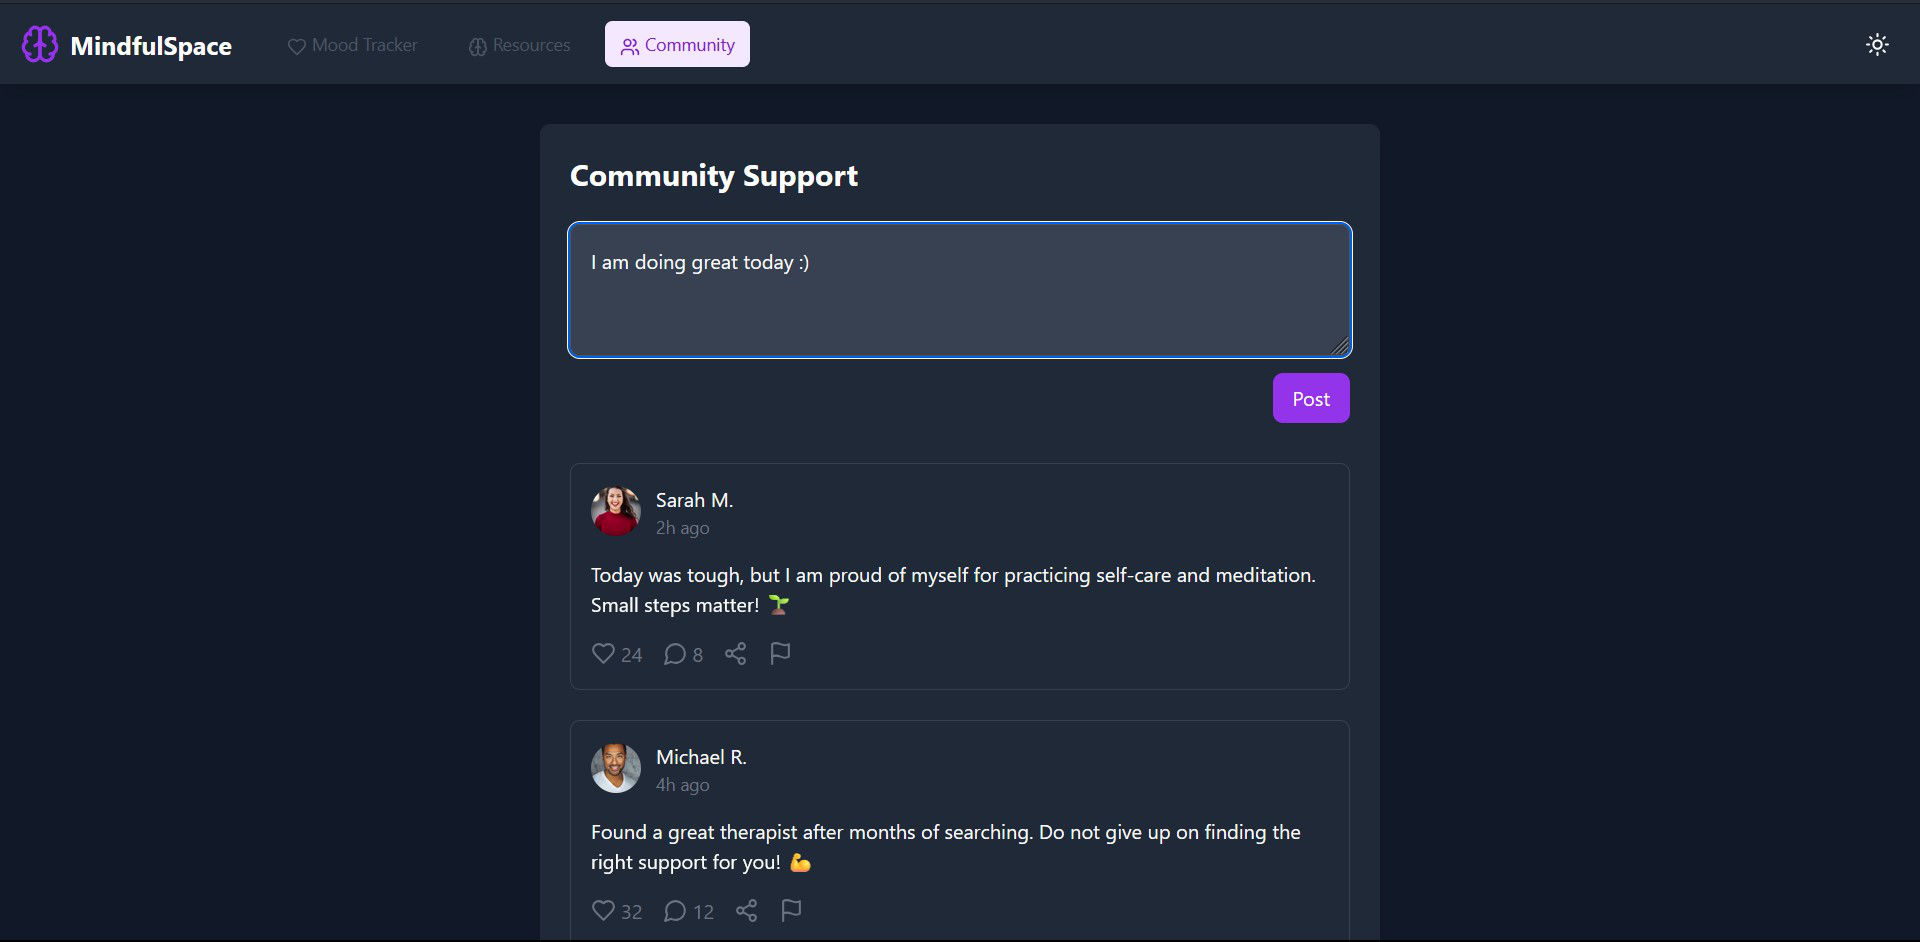 MindfulSpace
Mood Tracker
Resources
Community
Community Support
I am doing great today :)
Post
Sarah M.
2h ago
Today was tough, but I am proud of myself for practicing self-care and meditation.
Small steps matter! 🌱
24
8
Michael R.
4h ago
Found a great therapist after months of searching. Do not give up on finding the
right support for you! 💪
32
12